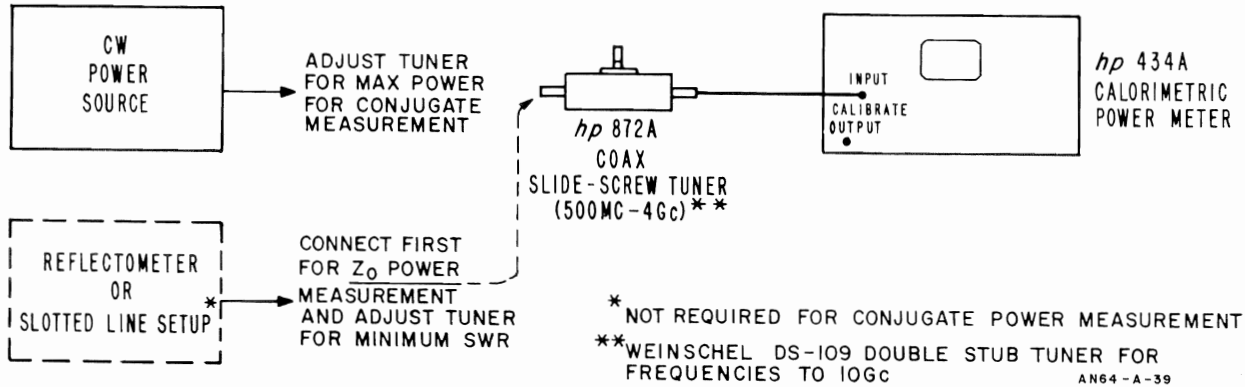 CW
POWER
SOURCE
ADJUST TUNER
FOR MAX POWER
FOR CONJUGATE
MEASUREMENT
hp 872A
COAX
SLIDE-SCREW TUNER
(500MC-4Gc)**
INPUT
CALIBRATE
OUTPUT
hp 434A
CALORIMETRIC
POWER METER
REFLECTOMETER
OR
SLOTTED LINE SETUP*
CONNECT FIRST
FOR Z₀ POWER
MEASUREMENT
AND ADJUST TUNER
FOR MINIMUM SWR
*NOT REQUIRED FOR CONJUGATE POWER MEASUREMENT
**WEINSCHEL DS-109 DOUBLE STUB TUNER FOR
FREQUENCIES TO 10Gc
AN64-A-39